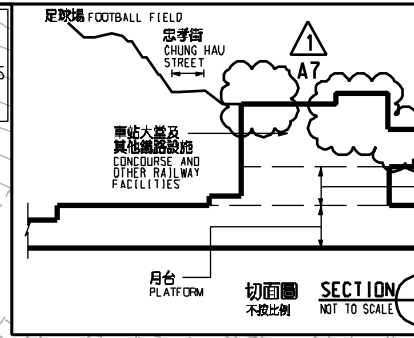 足球場 FOOTBALL FIELD
忠孝街
CHUNG HAU
STREET
1
A7
車站大堂及
其他鐵路設施
CONCOURSE AND
OTHER RAILWAY
FACILITIES
月台
PLATFORM
切面圖 SECTION
不按比例 NOT TO SCALE